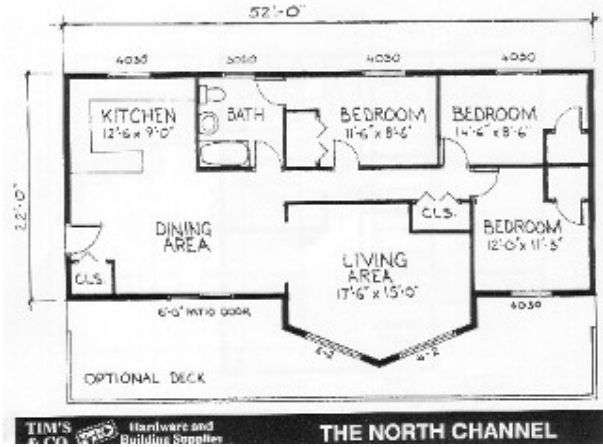 52'-0"
4030
4030
4030
KITCHEN
12'-6 x 9'-0"
BATH
BEDROOM
11'-6" x 8'-6"
BEDROOM
14'-6" x 8'-6"
22'-0"
DINING
AREA
CLS.
CLS.
LIVING
AREA
17'-6" x 15'-0"
BEDROOM
12'-0 x 11'-3"
4030
6'-0" PATIO DOOR
OPTIONAL DECK
TIM'S
& CO
Hardware and
Building Supplies
THE NORTH CHANNEL